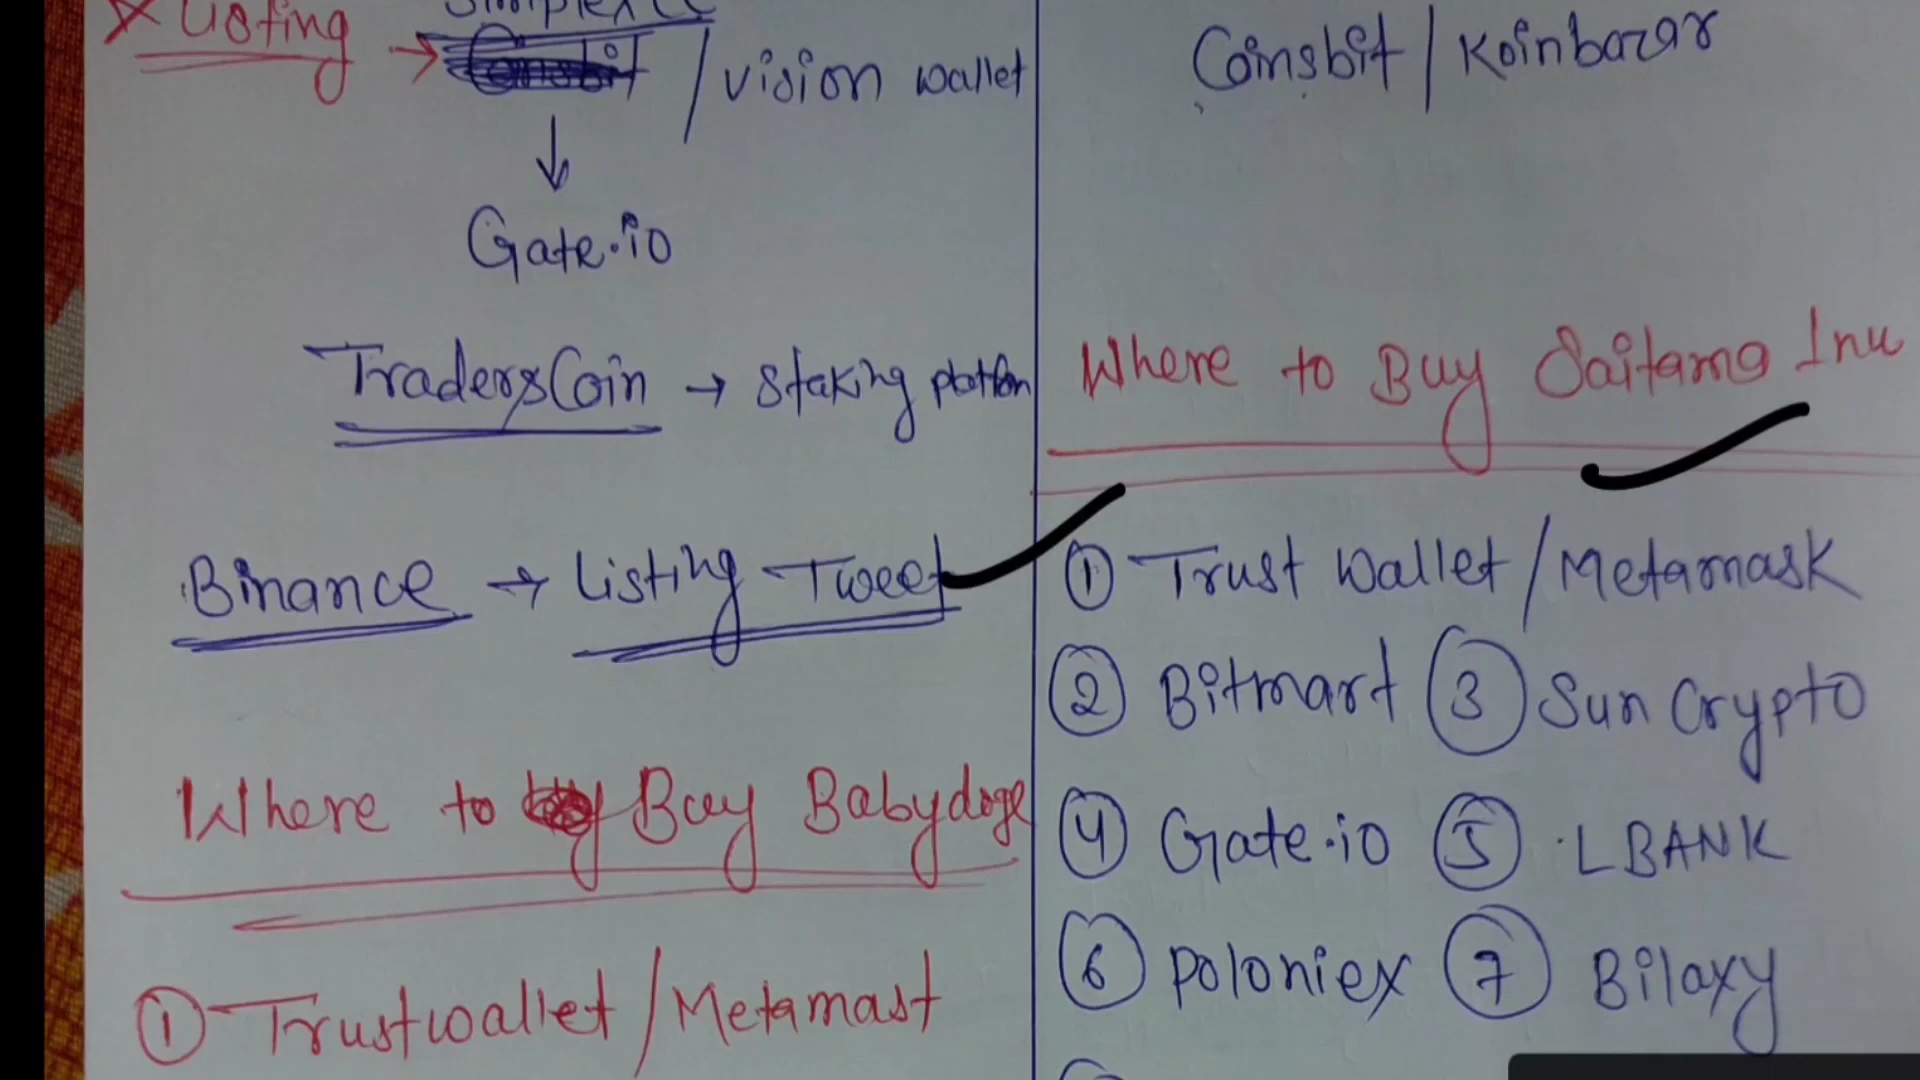 X Listing → Simplex CC
/ vision wallet
↓
Gate.io
TradersCoin → Staking
Binance → Listing Tweet
Where to Buy Babydoge
① Trustwallet / Metamast
Coinsbit / Koinbazar
Where to Buy Saitama Inu
① Trust Wallet / Metamask
② Bitmart ③ Sun Crypto
④ Gate.io ⑤ LBANK
⑥ Poloniex ⑦ Bilaxy